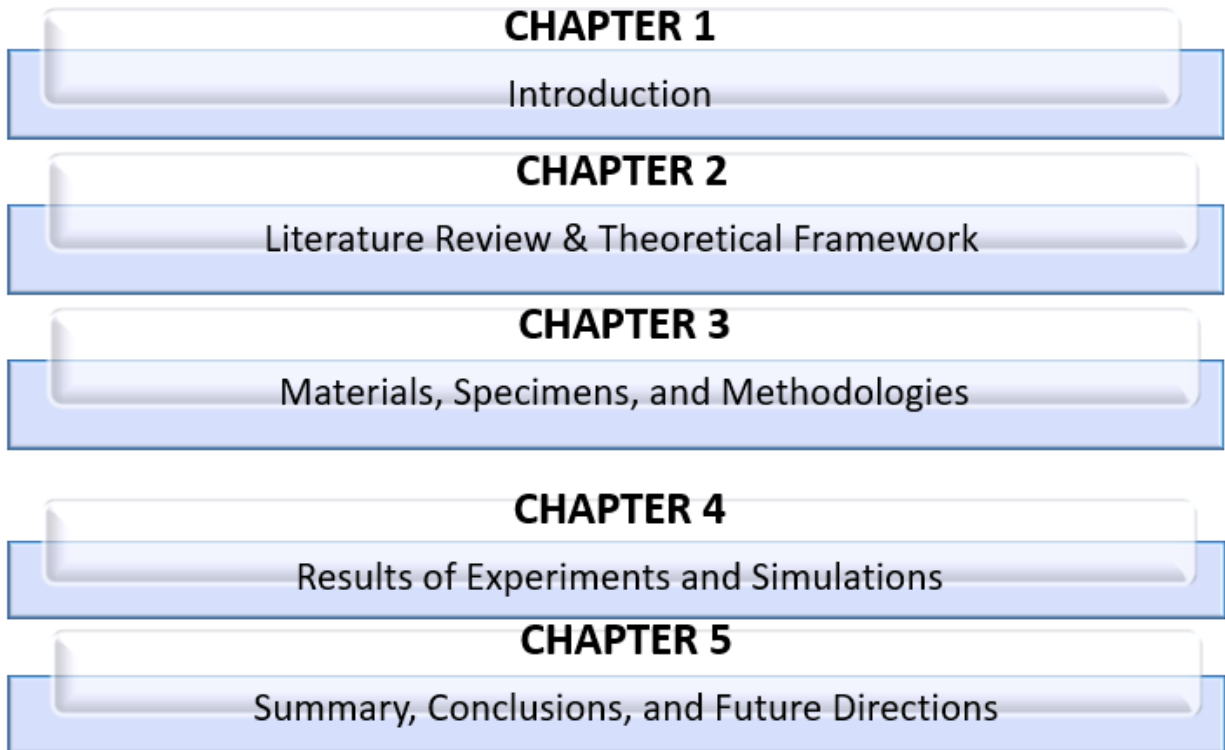 CHAPTER 1
Introduction
CHAPTER 2
Literature Review & Theoretical Framework
CHAPTER 3
Materials, Specimens, and Methodologies
CHAPTER 4
Results of Experiments and Simulations
CHAPTER 5
Summary, Conclusions, and Future Directions